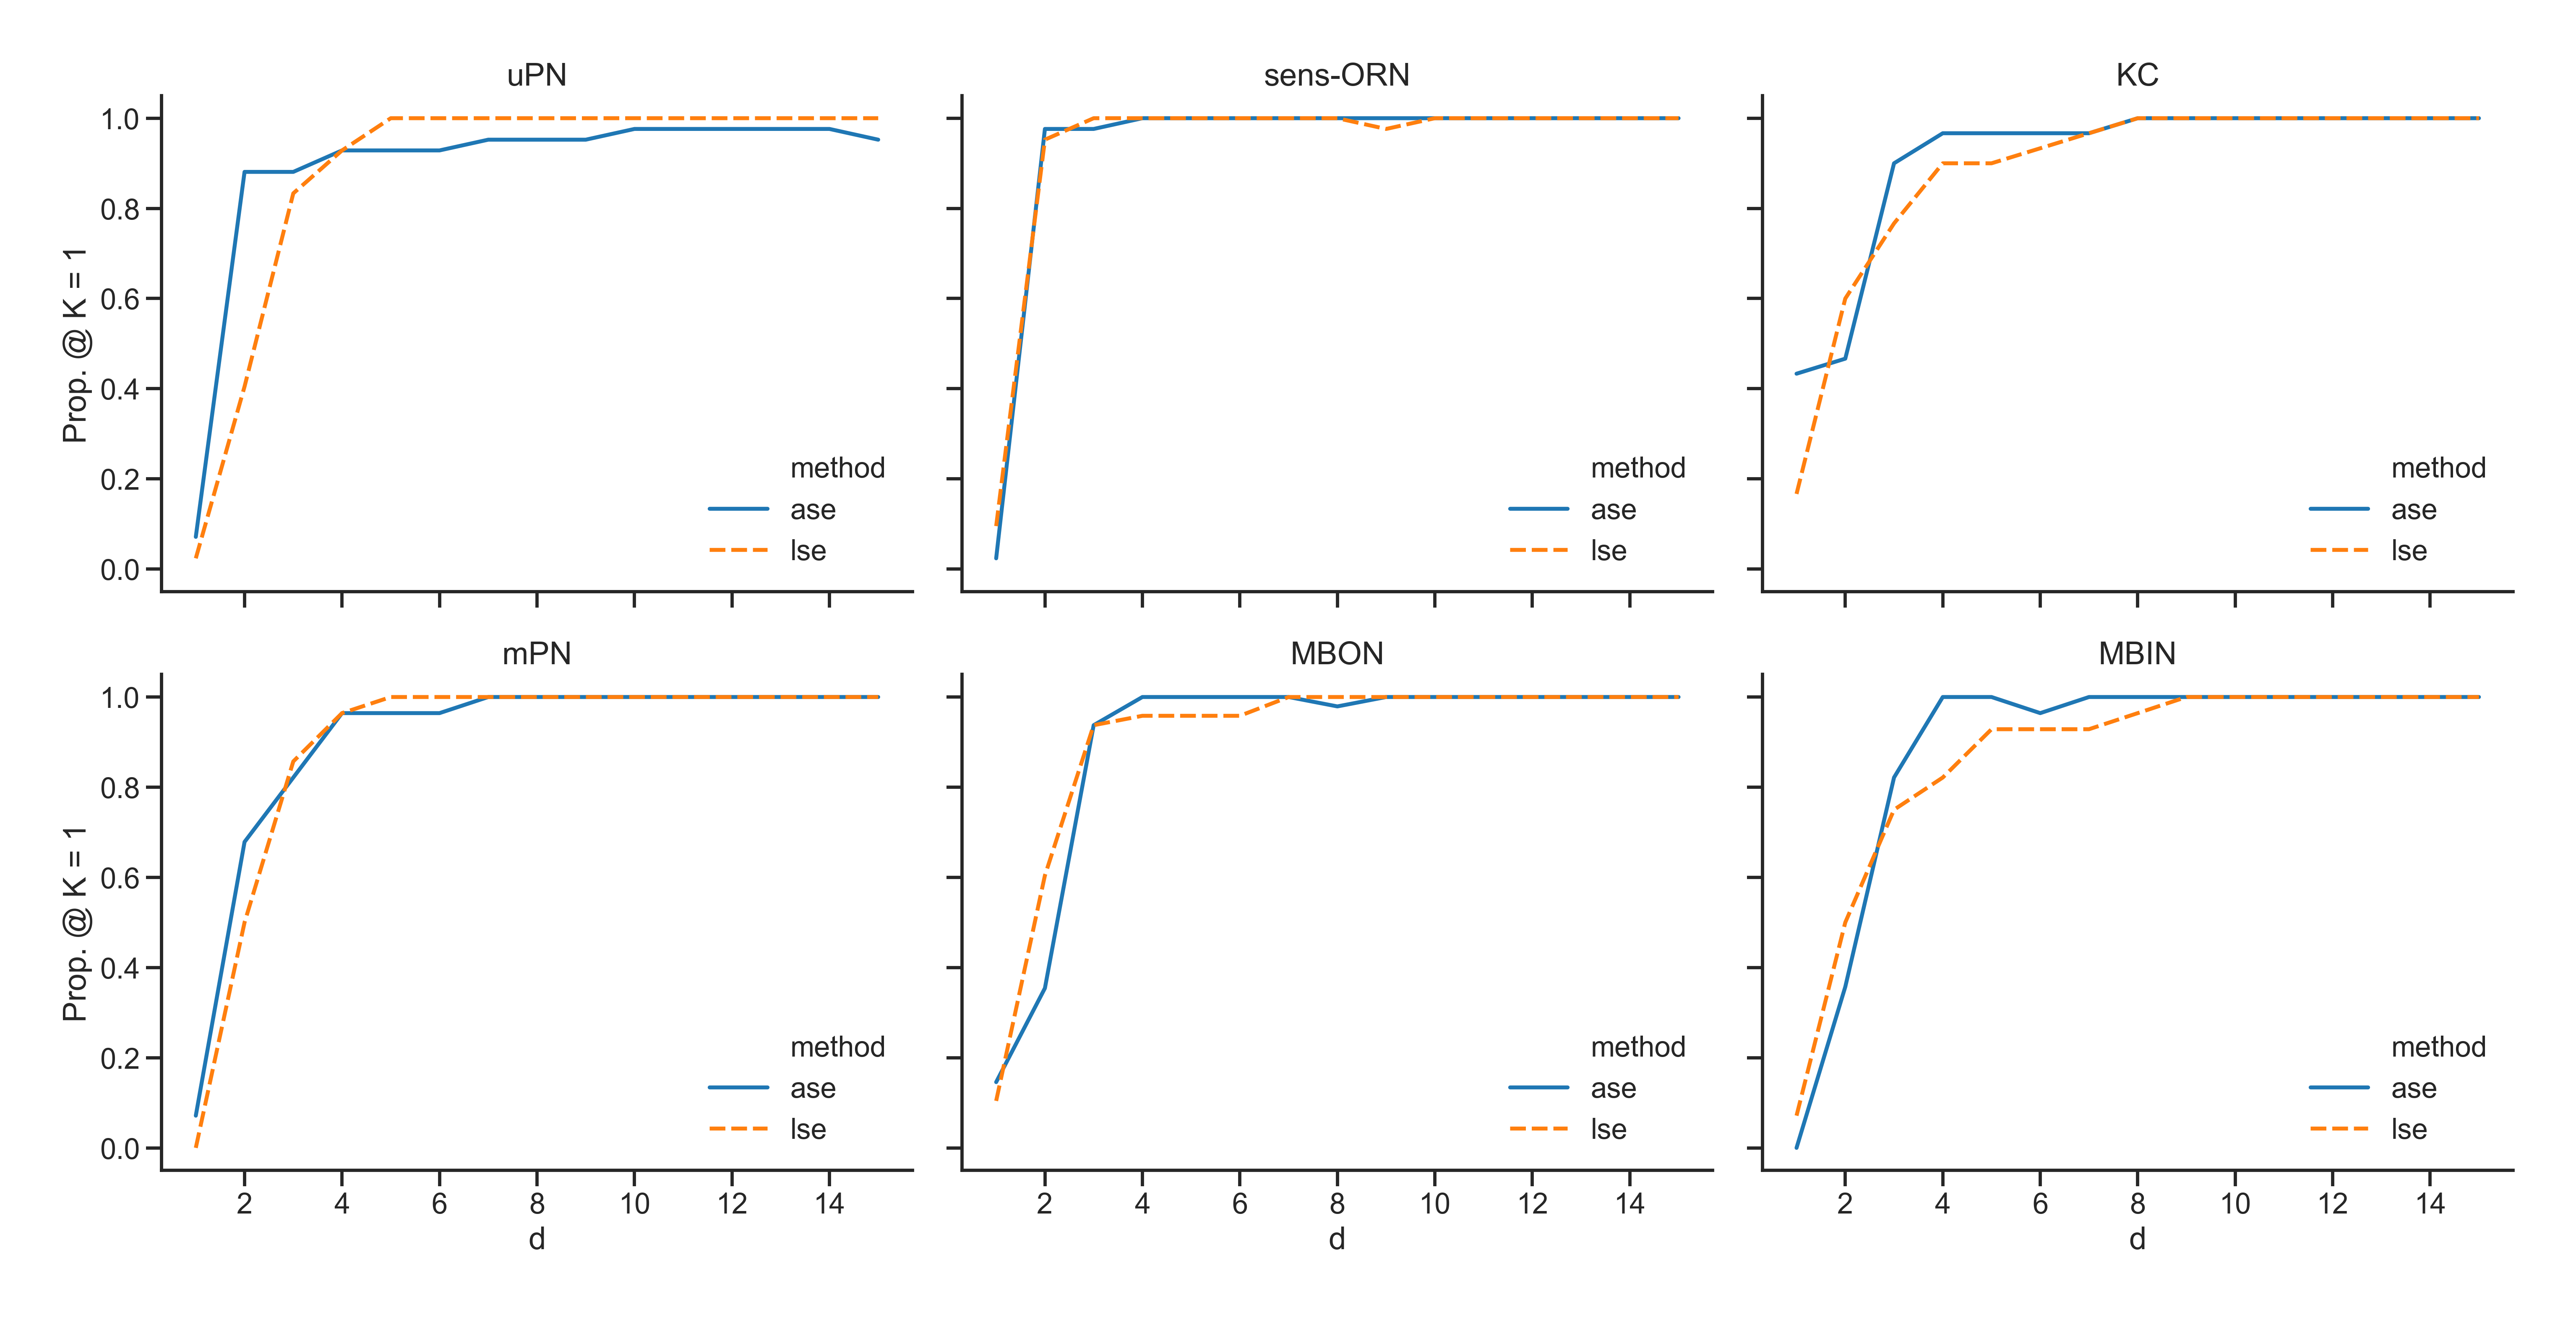 uPN
sens-ORN
KC
1.0
0.8
0.6
0.4
0.2
0.0
Prop. @ K = 1
method
ase
lse
method
ase
lse
method
ase
lse
mPN
MBON
MBIN
1.0
0.8
0.6
0.4
0.2
0.0
Prop. @ K = 1
method
ase
lse
method
ase
lse
method
ase
lse
2 4 6 8 10 12 14
2 4 6 8 10 12 14
2 4 6 8 10 12 14
d
d
d